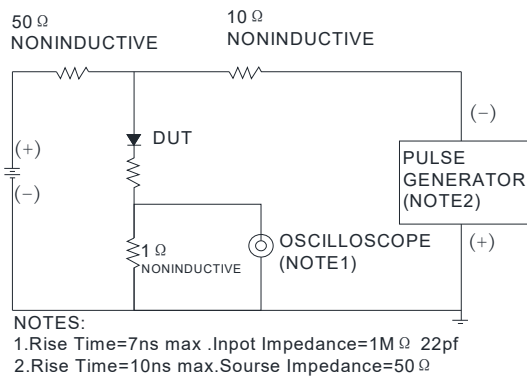 50 Ω
NONINDUCTIVE
10 Ω
NONINDUCTIVE
(+)
(−)
DUT
1 Ω
NONINDUCTIVE
OSCILLOSCOPE
(NOTE1)
(−)
PULSE
GENERATOR
(NOTE2)
(+)
NOTES:
1.Rise Time=7ns max .Inpot Impedance=1M Ω 22pf
2.Rise Time=10ns max.Sourse Impedance=50 Ω